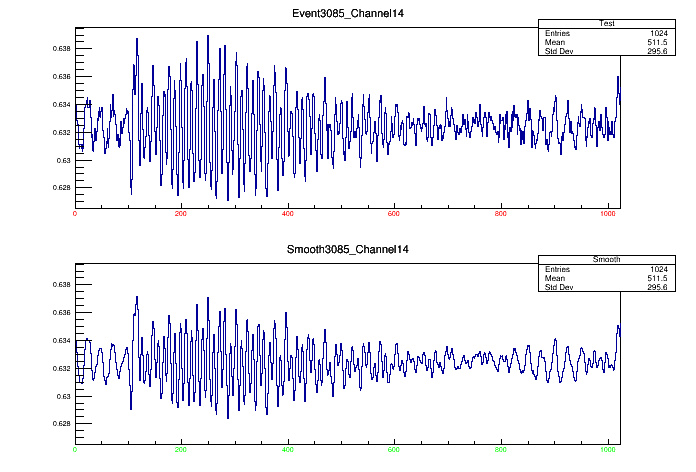 Event3085_Channel14
Test
Entries 1024
Mean 511.5
Std Dev 295.6
0.638
0.636
0.634
0.632
0.63
0.628
0 200 400 600 800 1000
Smooth3085_Channel14
Smooth
Entries 1024
Mean 511.5
Std Dev 295.6
0.638
0.636
0.634
0.632
0.63
0.628
0 200 400 600 800 1000